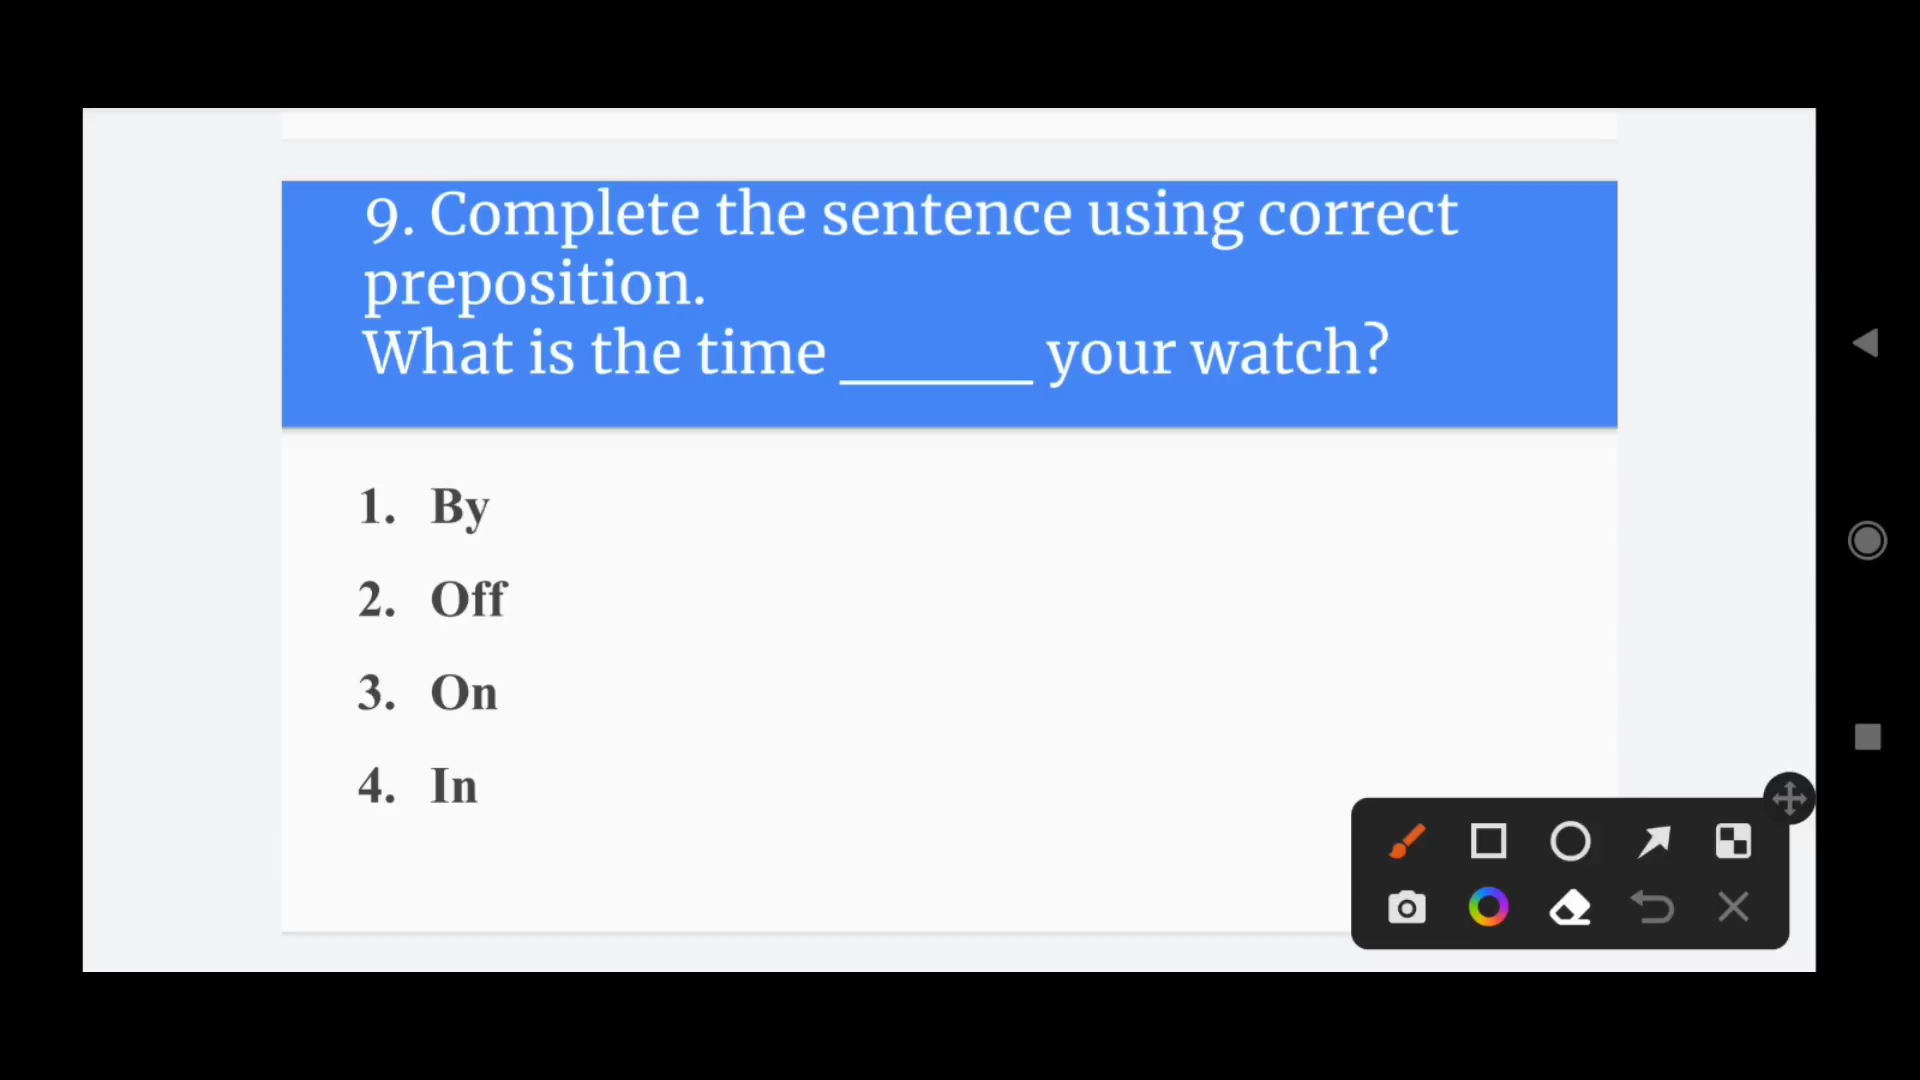 9. Complete the sentence using correct
preposition.
What is the time ______ your watch?
1. By
2. Off
3. On
4. In